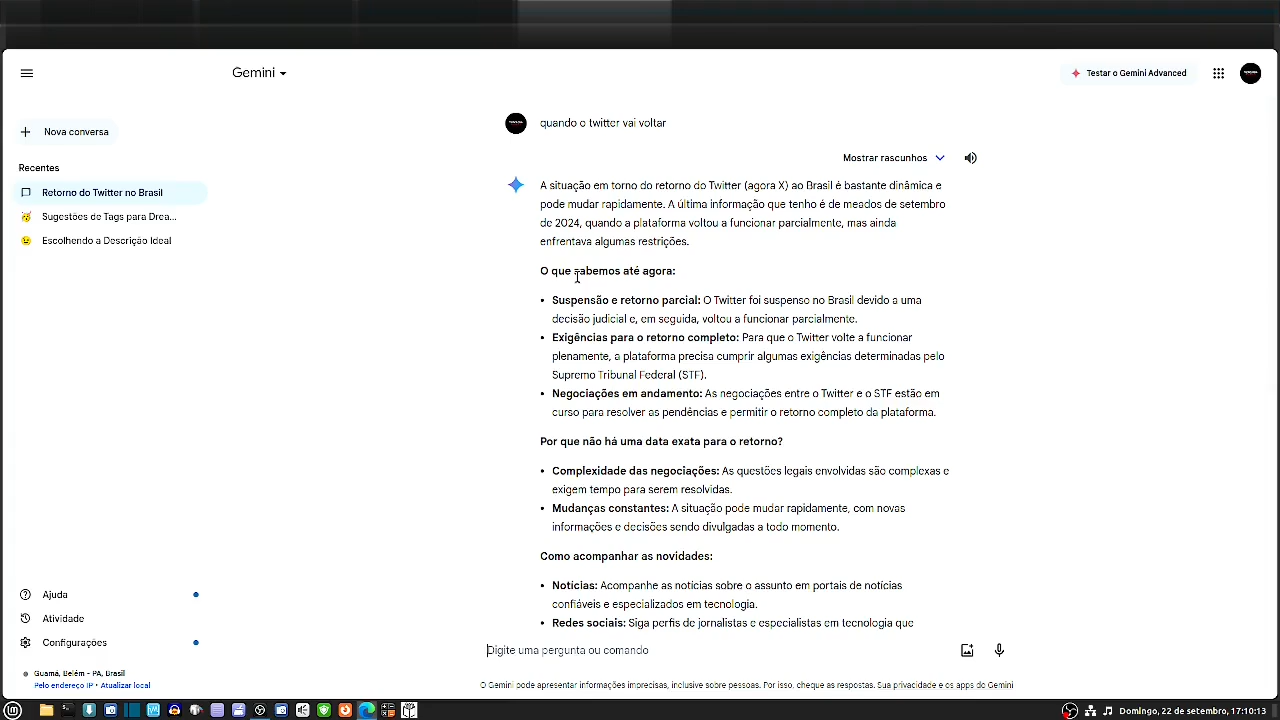 Gemini
Testar o Gemini Advanced
Nova conversa
Recentes
Retorno do Twitter no Brasil
Sugestões de Tags para Drea...
Escolhendo a Descrição Ideal
quando o twitter vai voltar
Mostrar rascunhos
A situação em torno do retorno do Twitter (agora X) ao Brasil é bastante dinâmica e
pode mudar rapidamente. A última informação que tenho é de meados de setembro
de 2024, quando a plataforma voltou a funcionar parcialmente, mas ainda
enfrentava algumas restrições.
O que sabemos até agora:
• Suspensão e retorno parcial: O Twitter foi suspenso no Brasil devido a uma
decisão judicial e, em seguida, voltou a funcionar parcialmente.
• Exigências para o retorno completo: Para que o Twitter volte a funcionar
plenamente, a plataforma precisa cumprir algumas exigências determinadas pelo
Supremo Tribunal Federal (STF).
• Negociações em andamento: As negociações entre o Twitter e o STF estão em
curso para resolver as pendências e permitir o retorno completo da plataforma.
Por que não há uma data exata para o retorno?
• Complexidade das negociações: As questões legais envolvidas são complexas e
exigem tempo para serem resolvidas.
• Mudanças constantes: A situação pode mudar rapidamente, com novas
informações e decisões sendo divulgadas a todo momento.
Como acompanhar as novidades:
• Notícias: Acompanhe as notícias sobre o assunto em portais de notícias
confiáveis e especializados em tecnologia.
• Redes sociais: Siga perfis de jornalistas e especialistas em tecnologia que
Ajuda
Atividade
Configurações
Guamá, Belém - PA, Brasil
Pelo endereço IP • Atualizar local
Digite uma pergunta ou comando
O Gemini pode apresentar informações imprecisas, inclusive sobre pessoas. Por isso, cheque as respostas. Sua privacidade e os apps do Gemini
Domingo, 22 de setembro, 17:10:13